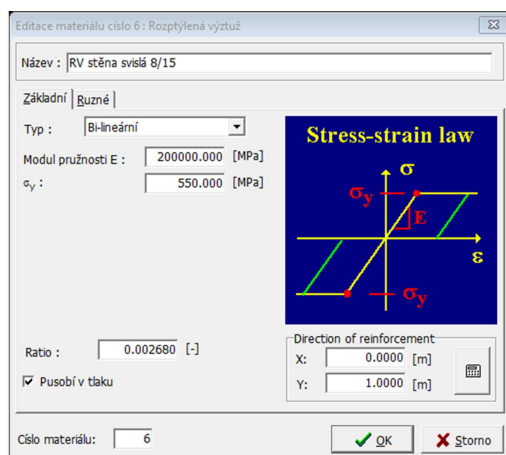 Editace materiálu císlo 6 : Rozptýlená výztuž
Název : RV stěna svislá 8/15
Základní Ruzné
Typ : Bi-lineární
Modul pružnosti E : 200000.000 [MPa]
σy : 550.000 [MPa]
Stress-strain law
σ
σy
E
ε
σy
Ratio : 0.002680 [-]
Pusobí v tlaku
Direction of reinforcement
X: 0.0000 [m]
Y: 1.0000 [m]
Císlo materiálu: 6
OK Storno